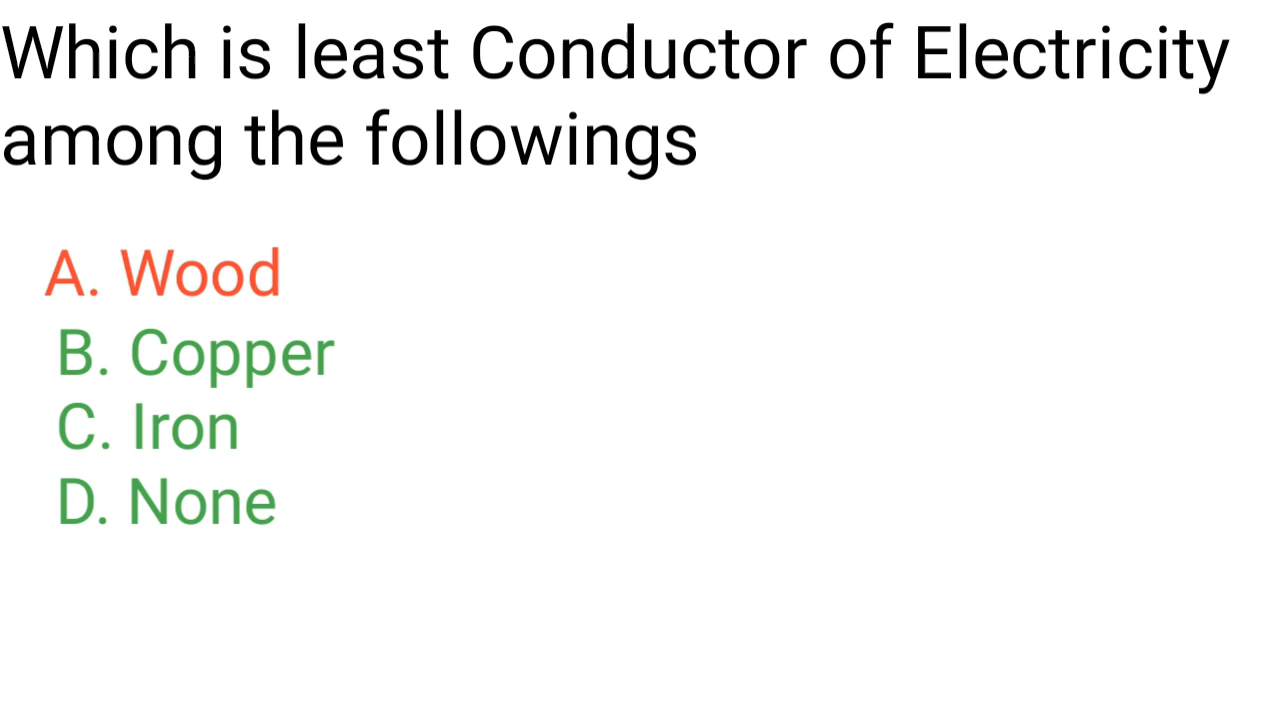 Which is least Conductor of Electricity
among the followings
A. Wood
B. Copper
C. Iron
D. None